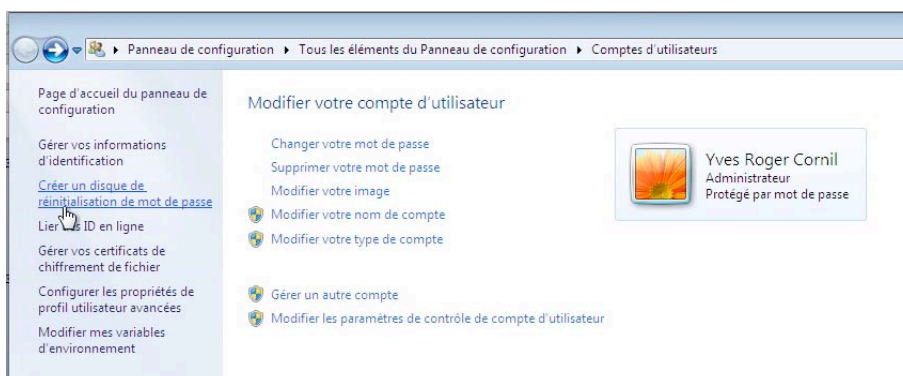 Panneau de configuration ▸ Tous les éléments du Panneau de configuration ▸ Comptes d'utilisateurs
Page d'accueil du panneau de
configuration
Gérer vos informations
d'identification
Créer un disque de
réinitialisation de mot de passe
Lier vos ID en ligne
Gérer vos certificats de
chiffrement de fichier
Configurer les propriétés de
profil utilisateur avancées
Modifier mes variables
d'environnement
Modifier votre compte d'utilisateur
Changer votre mot de passe
Supprimer votre mot de passe
Modifier votre image
Modifier votre nom de compte
Modifier votre type de compte
Gérer un autre compte
Modifier les paramètres de contrôle de compte d'utilisateur
Yves Roger Cornil
Administrateur
Protégé par mot de passe